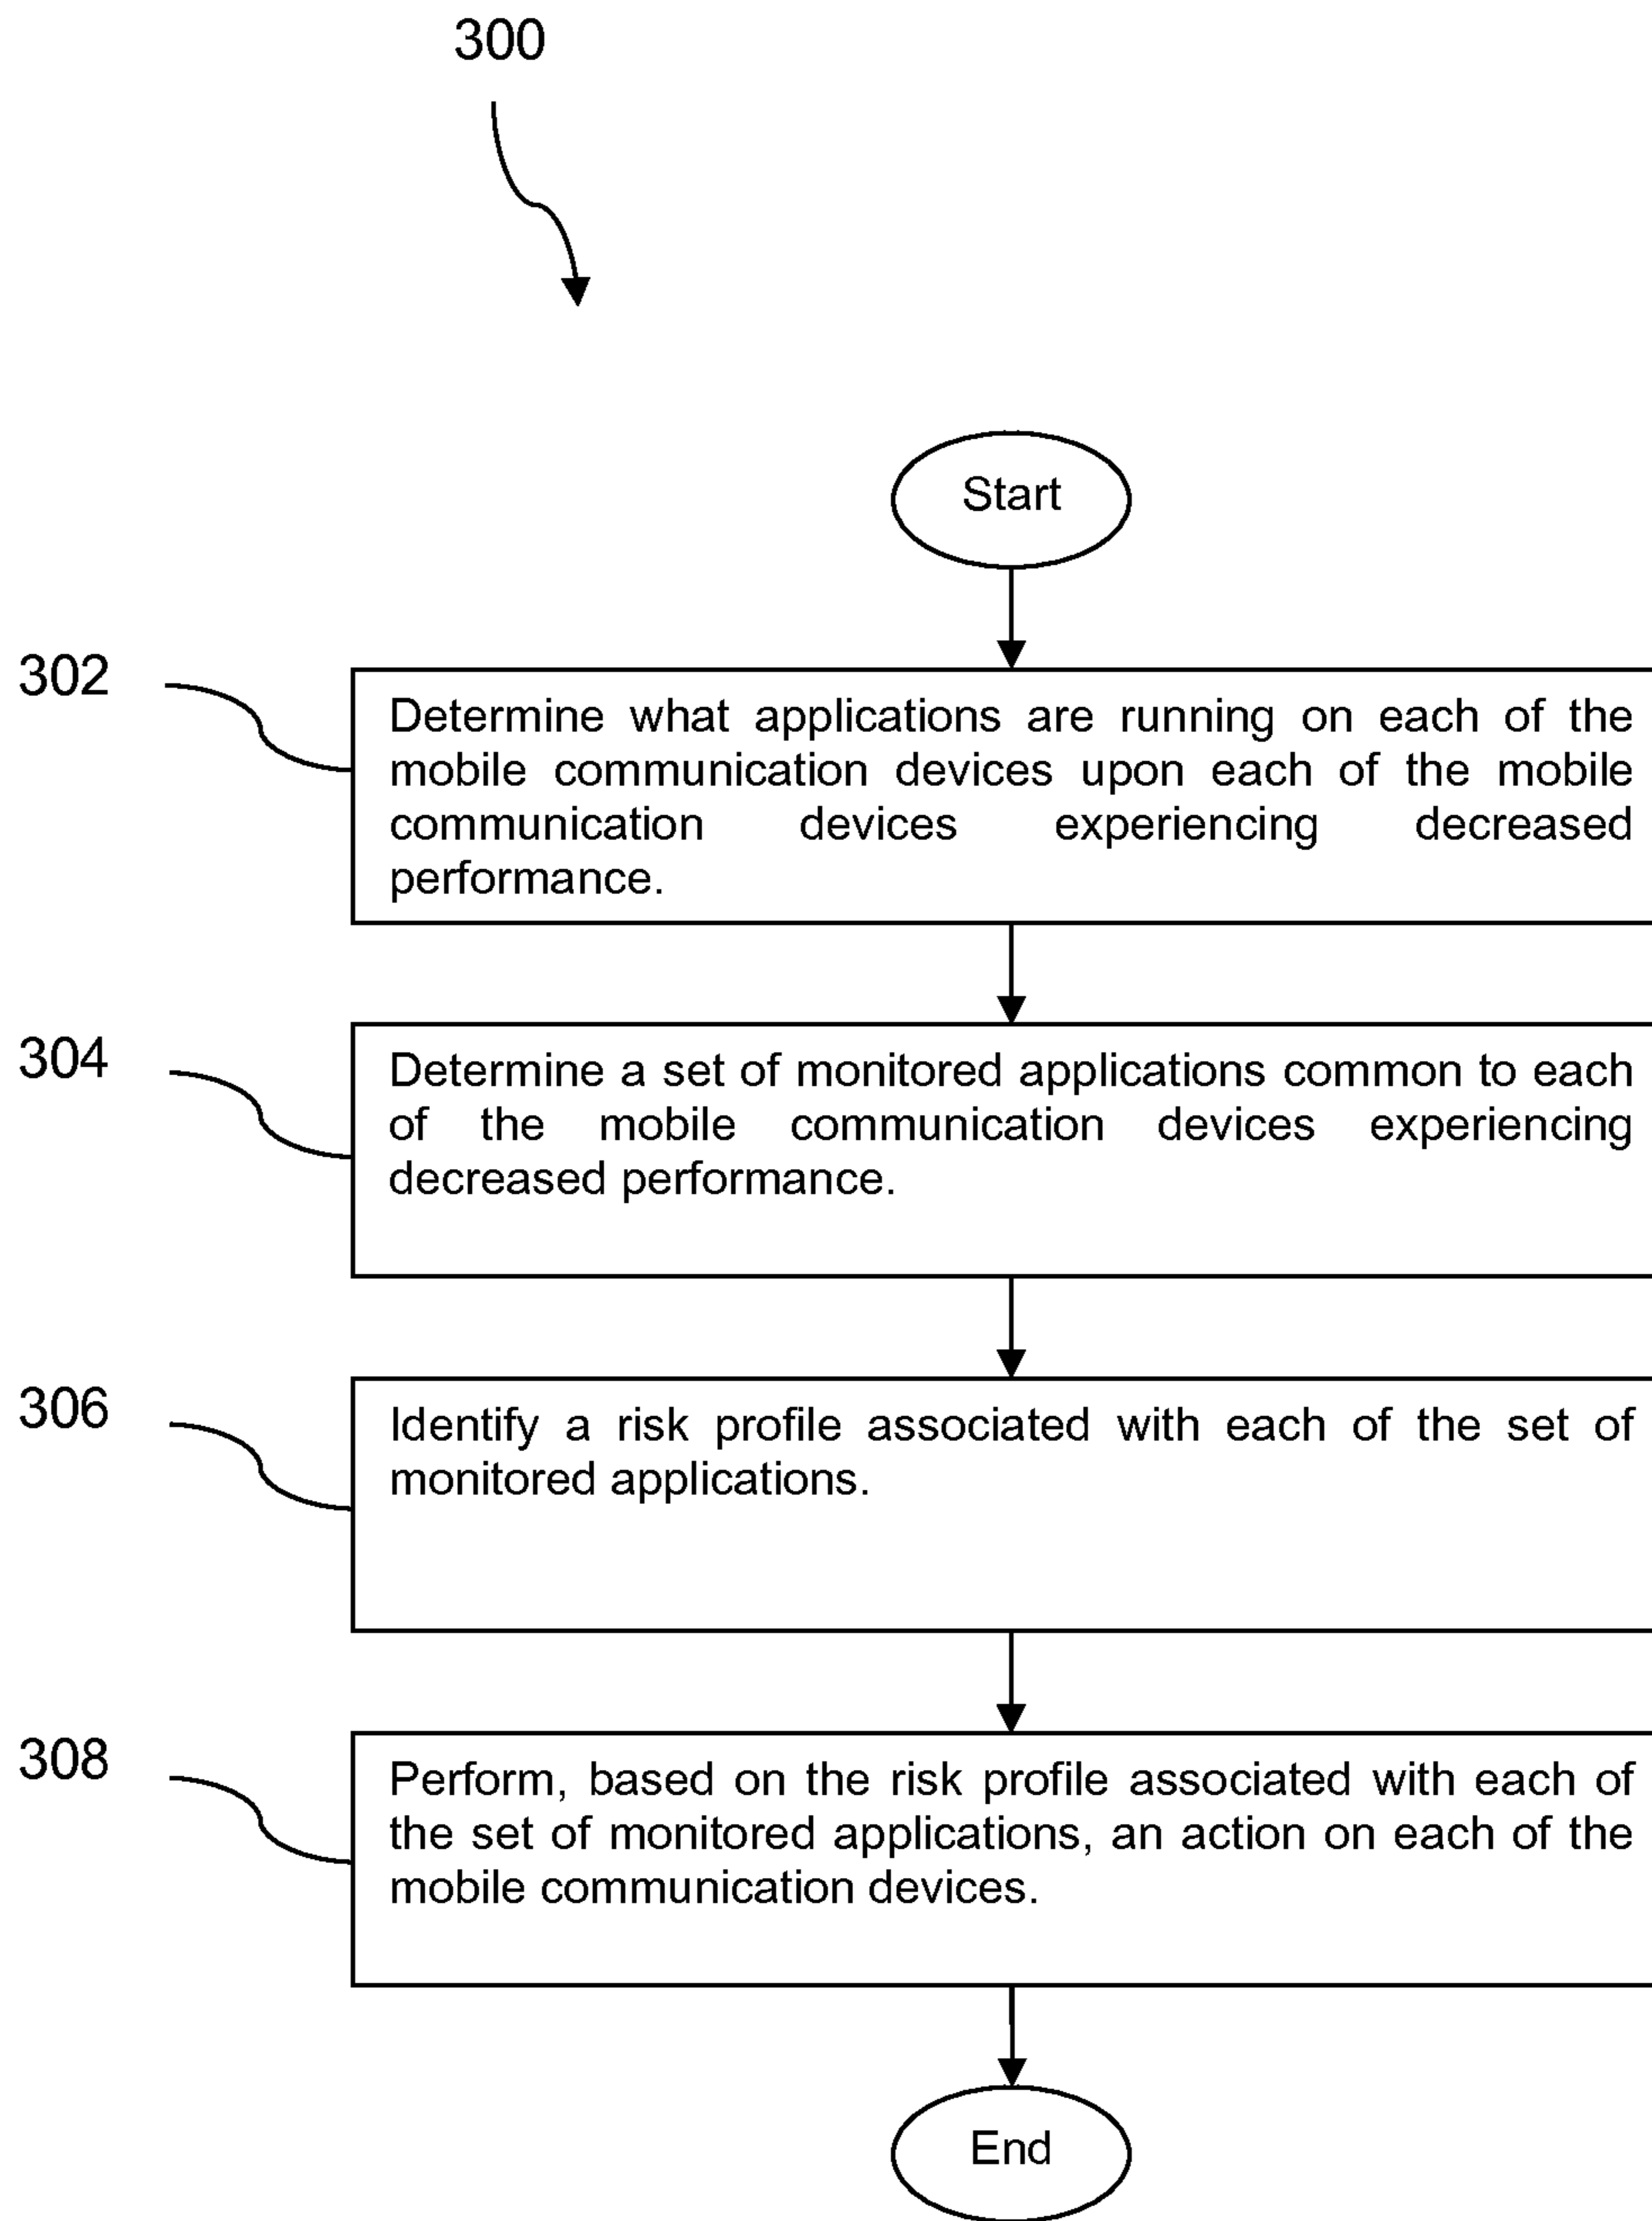 300
Start
302
Determine what applications are running on each of the
mobile communication devices upon each of the mobile
communication devices experiencing decreased
performance.
304
Determine a set of monitored applications common to each
of the mobile communication devices experiencing
decreased performance.
306
Identify a risk profile associated with each of the set of
monitored applications.
308
Perform, based on the risk profile associated with each of
the set of monitored applications, an action on each of the
mobile communication devices.
End